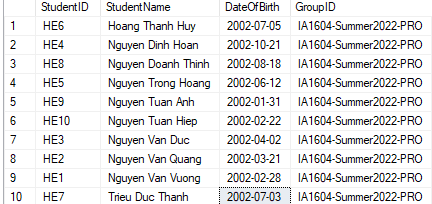 StudentID StudentName DateOfBirth GroupID
1 HE6 Hoang Thanh Huy 2002-07-05 IA1604-Summer2022-PRO
2 HE4 Nguyen Dinh Hoan 2002-10-21 IA1604-Summer2022-PRO
3 HE8 Nguyen Doanh Thinh 2002-08-18 IA1604-Summer2022-PRO
4 HE5 Nguyen Trong Hoang 2002-06-12 IA1604-Summer2022-PRO
5 HE9 Nguyen Tuan Anh 2002-01-31 IA1604-Summer2022-PRO
6 HE10 Nguyen Tuan Hiep 2002-02-22 IA1604-Summer2022-PRO
7 HE3 Nguyen Van Duc 2002-04-02 IA1604-Summer2022-PRO
8 HE2 Nguyen Van Quang 2002-03-21 IA1604-Summer2022-PRO
9 HE1 Nguyen Van Vuong 2002-02-28 IA1604-Summer2022-PRO
10 HE7 Trieu Duc Thanh 2002-07-03 IA1604-Summer2022-PRO